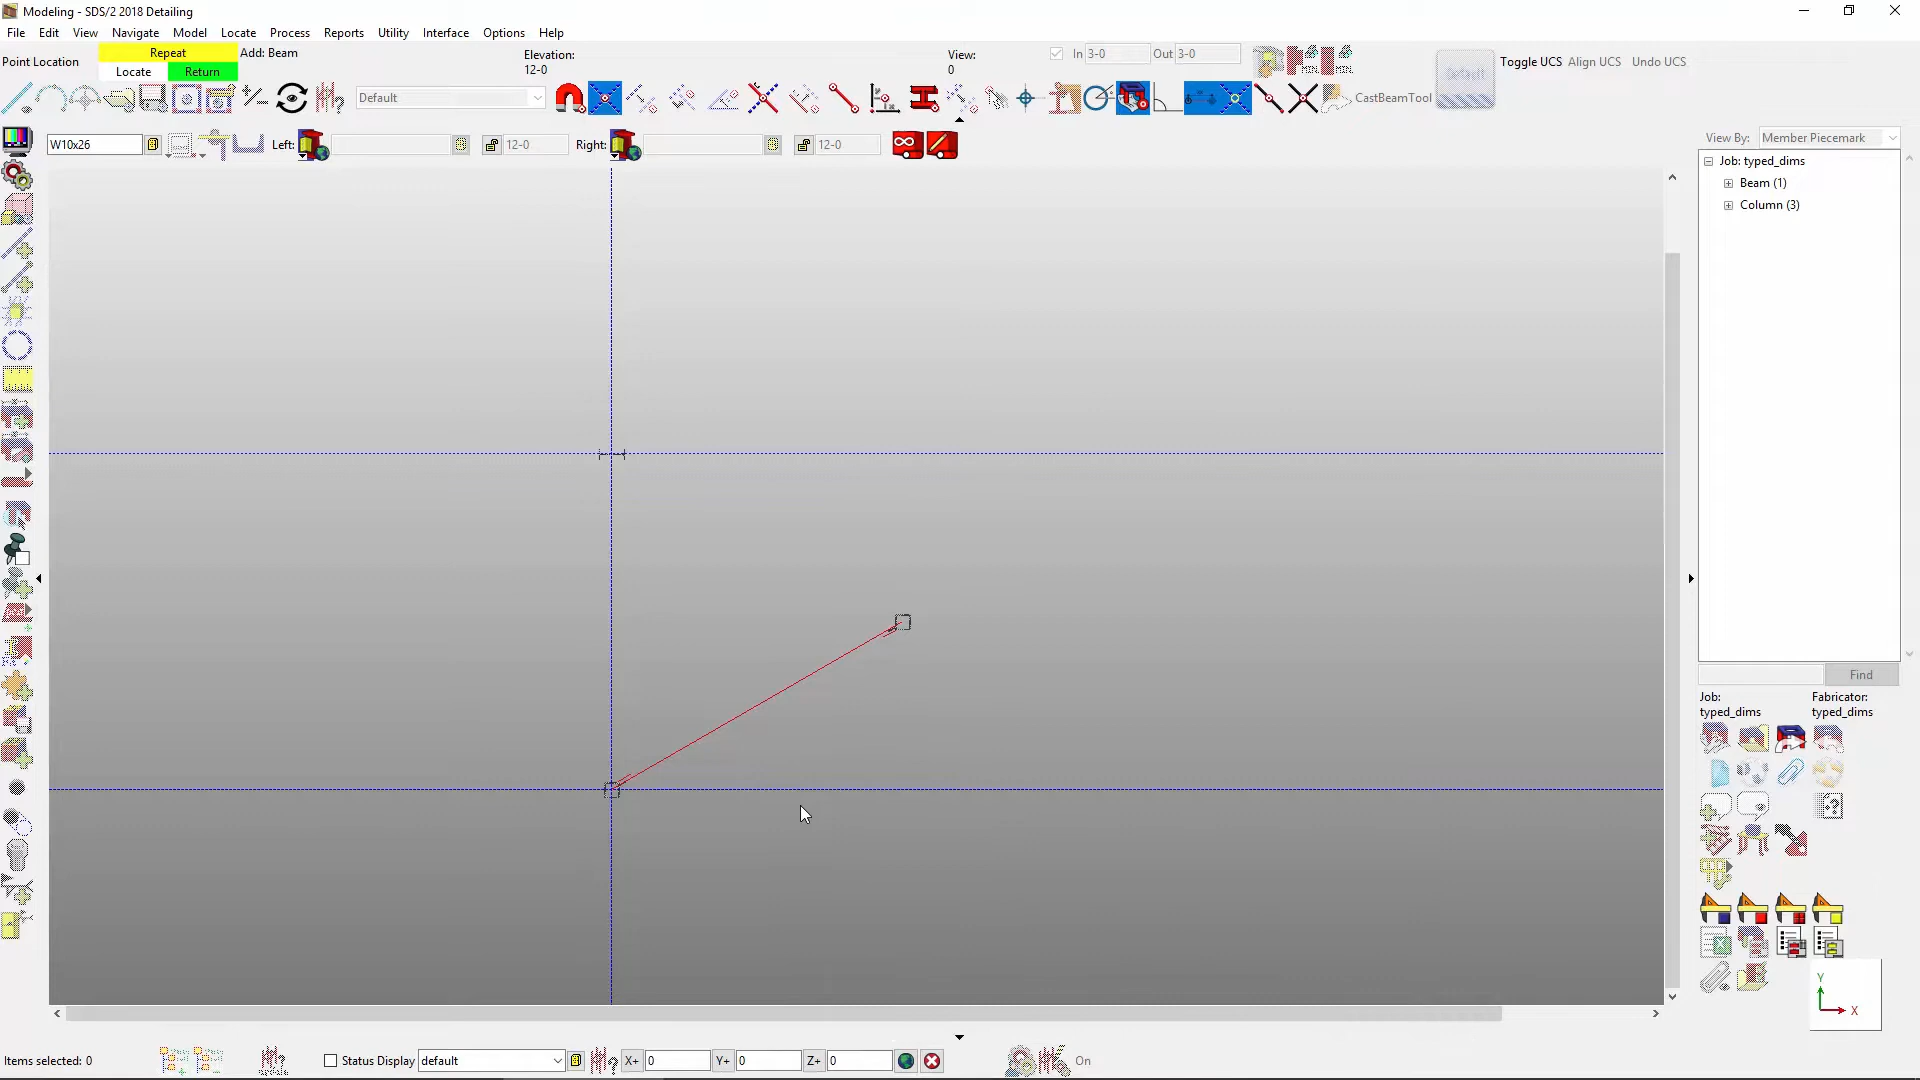 Modeling - SDS/2 2018 Detailing
File Edit View Navigate Model Locate Process Reports Utility Interface Options Help
Point Location
Repeat
Locate
Return
Add: Beam
Elevation:
12-0
View:
0
In 3-0 Out 3-0
Default
Toggle UCS Align UCS Undo UCS
Default
CastBeamTool
W10x26
Left:
12-0
Right:
12-0
View By: Member Piecemark
Job: typed_dims
Beam (1)
Column (3)
Find
Job:
typed_dims
Fabricator:
typed_dims
Y
X
Items selected: 0
Status Display
default
X+ 0
Y+ 0
Z+ 0
On